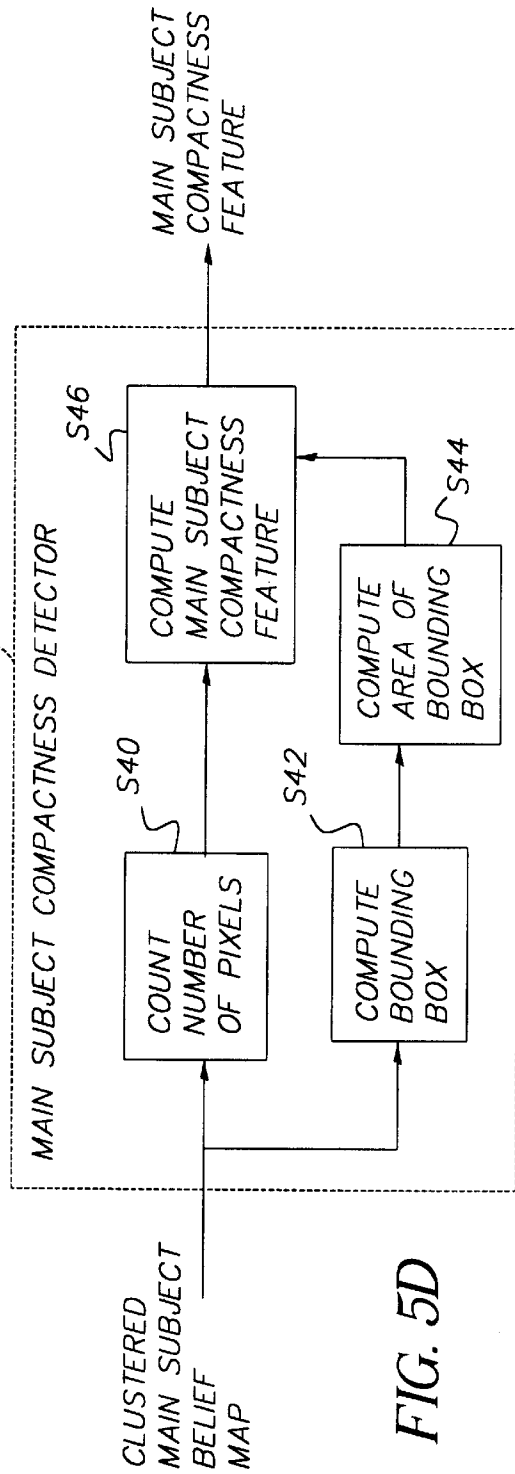 MAIN SUBJECT COMPACTNESS DETECTOR
CLUSTERED
MAIN SUBJECT
BELIEF
MAP
S40
COUNT
NUMBER
OF PIXELS
S46
COMPUTE
MAIN SUBJECT
COMPACTNESS
FEATURE
MAIN SUBJECT
COMPACTNESS
FEATURE
S42
COMPUTE
BOUNDING
BOX
S44
COMPUTE
AREA OF
BOUNDING
BOX
FIG. 5D